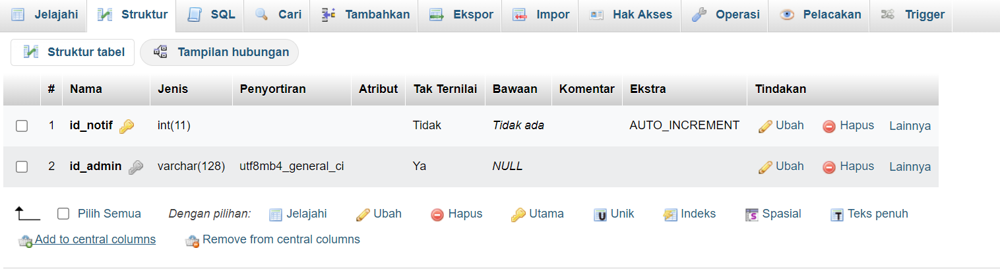 Jelajahi Struktur SQL Cari Tambahkan Ekspor Impor Hak Akses Operasi Pelacakan Trigger
Struktur tabel Tampilan hubungan
# Nama Jenis Penyortiran Atribut Tak Ternilai Bawaan Komentar Ekstra Tindakan
1 id_notif int(11) Tidak Tidak ada AUTO_INCREMENT Ubah Hapus Lainnya
2 id_admin varchar(128) utf8mb4_general_ci Ya NULL Ubah Hapus Lainnya
Pilih Semua Dengan pilihan: Jelajahi Ubah Hapus Utama Unik Indeks Spasial Teks penuh
Add to central columns Remove from central columns